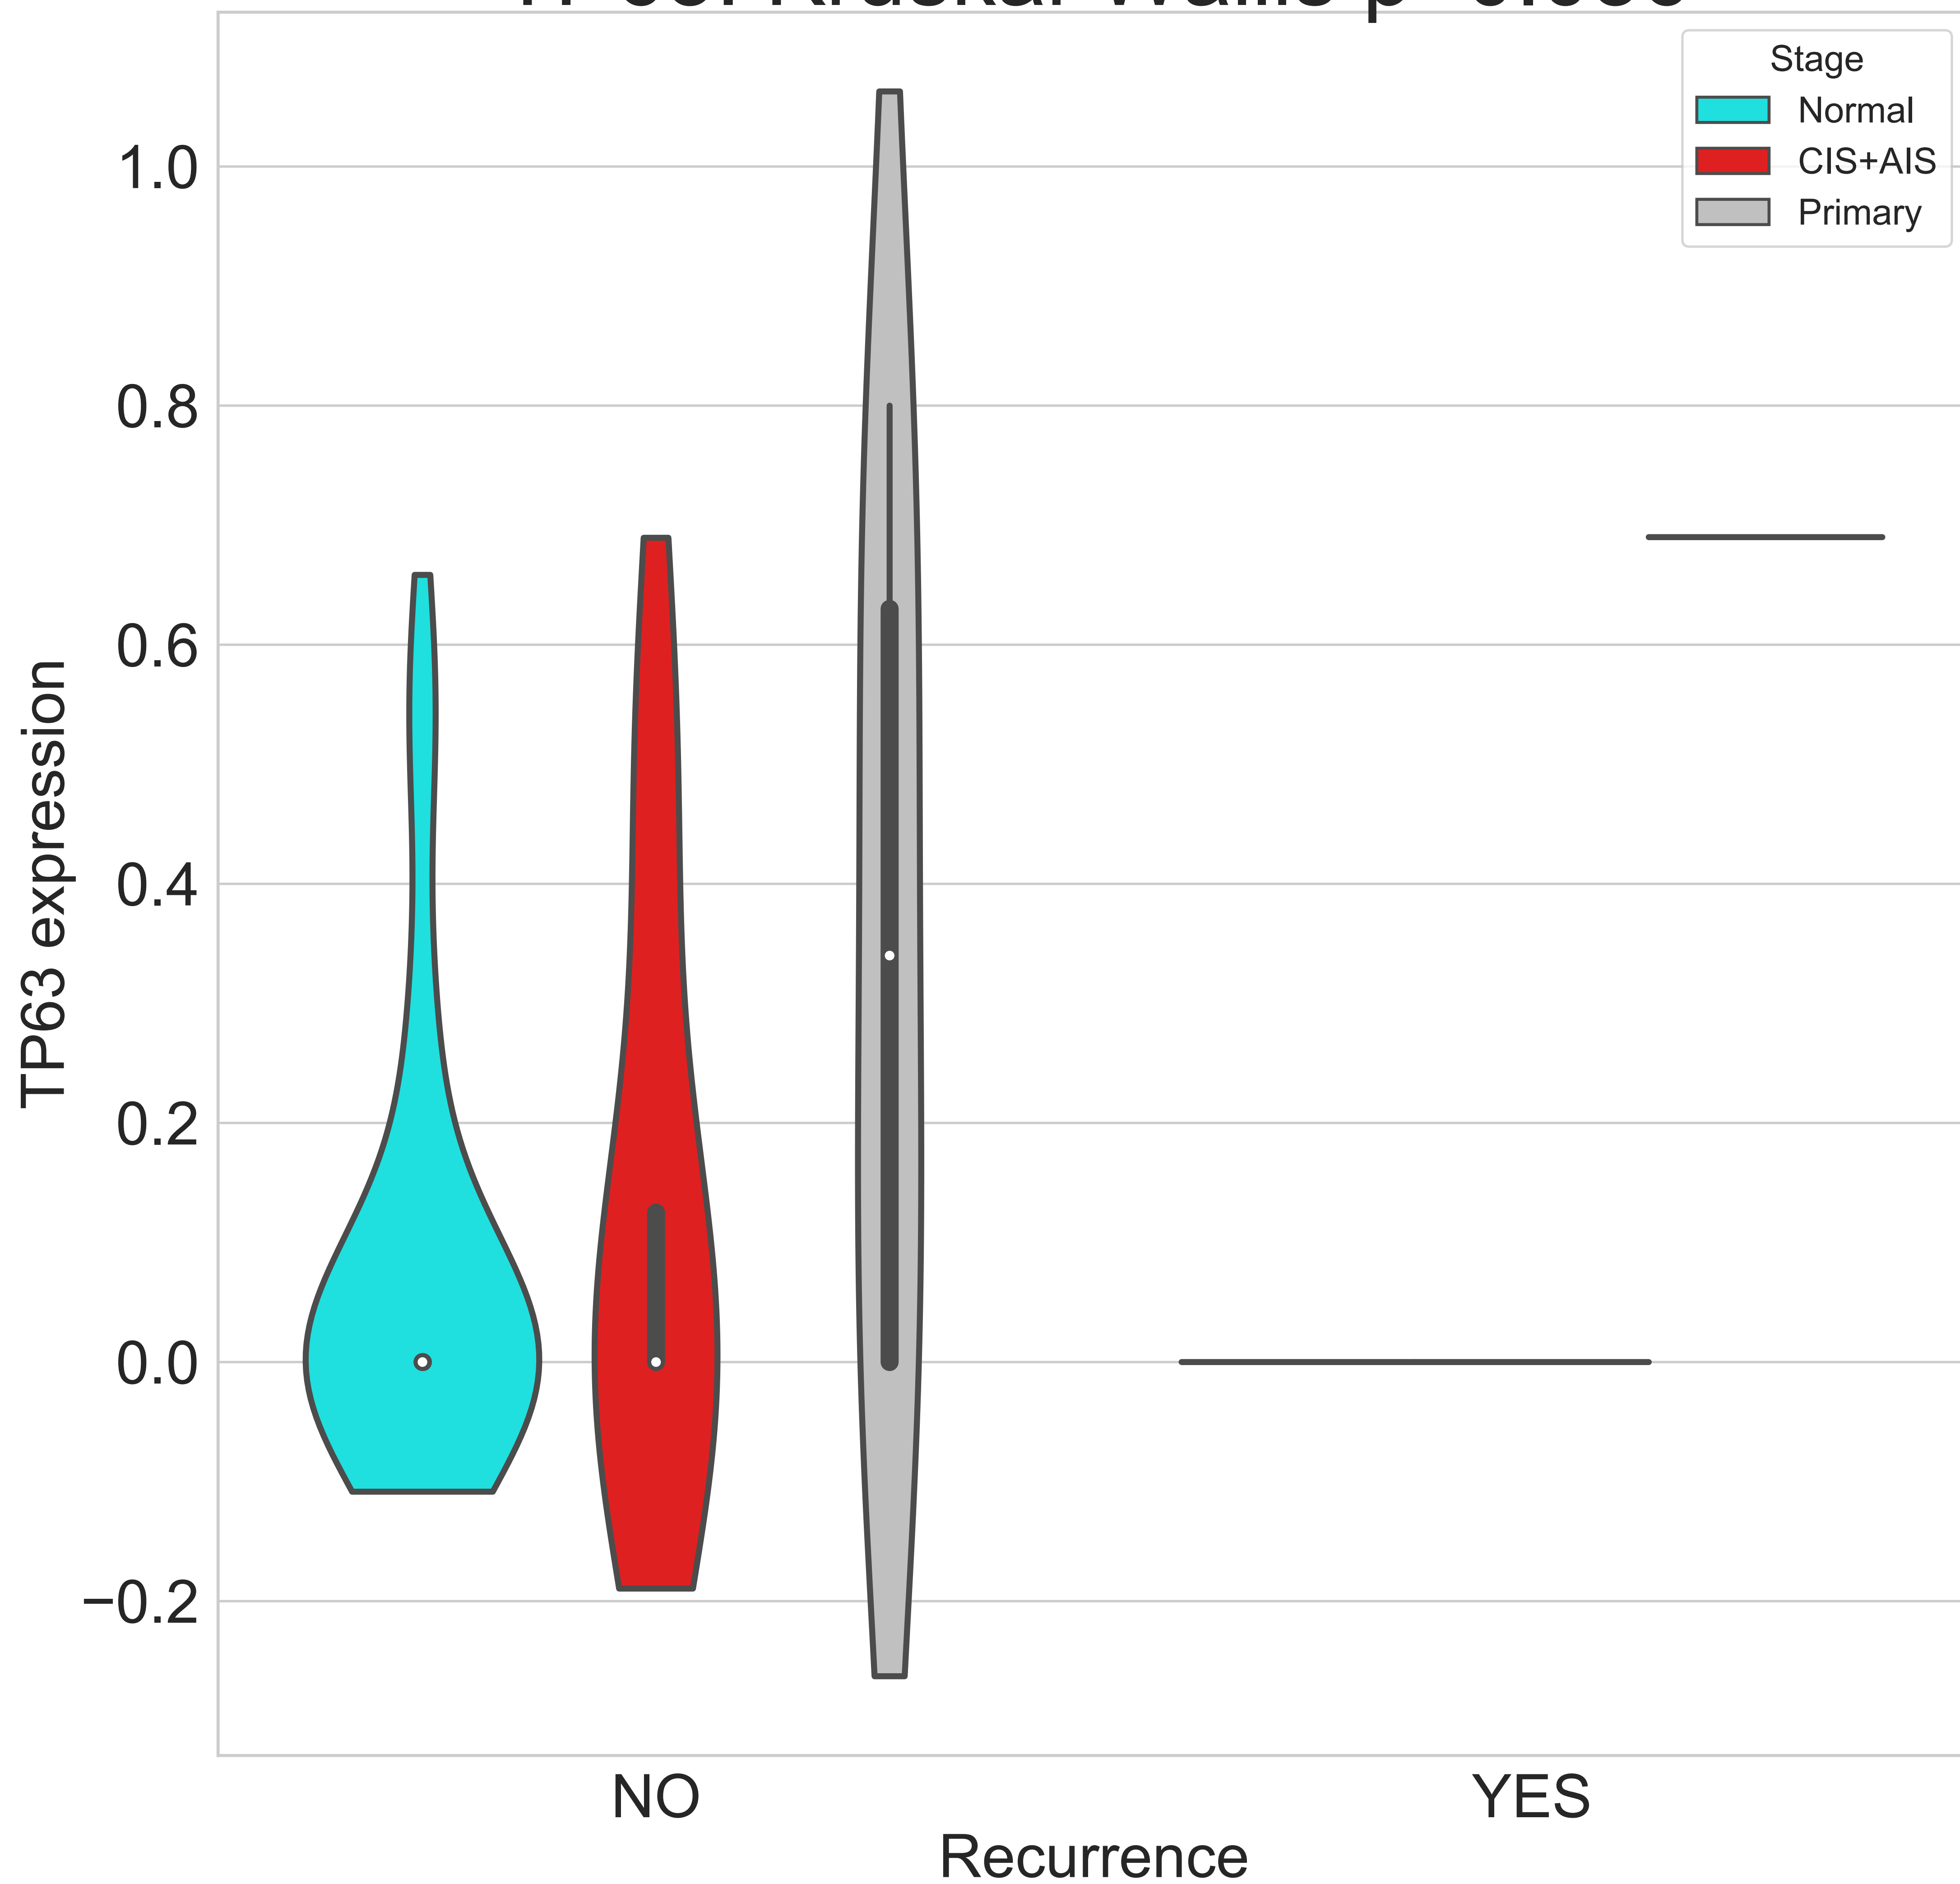 Stage
Normal
CIS+AIS
Primary
1.0
0.8
0.6
0.4
0.2
0.0
−0.2
TP63 expression
NO
YES
Recurrence